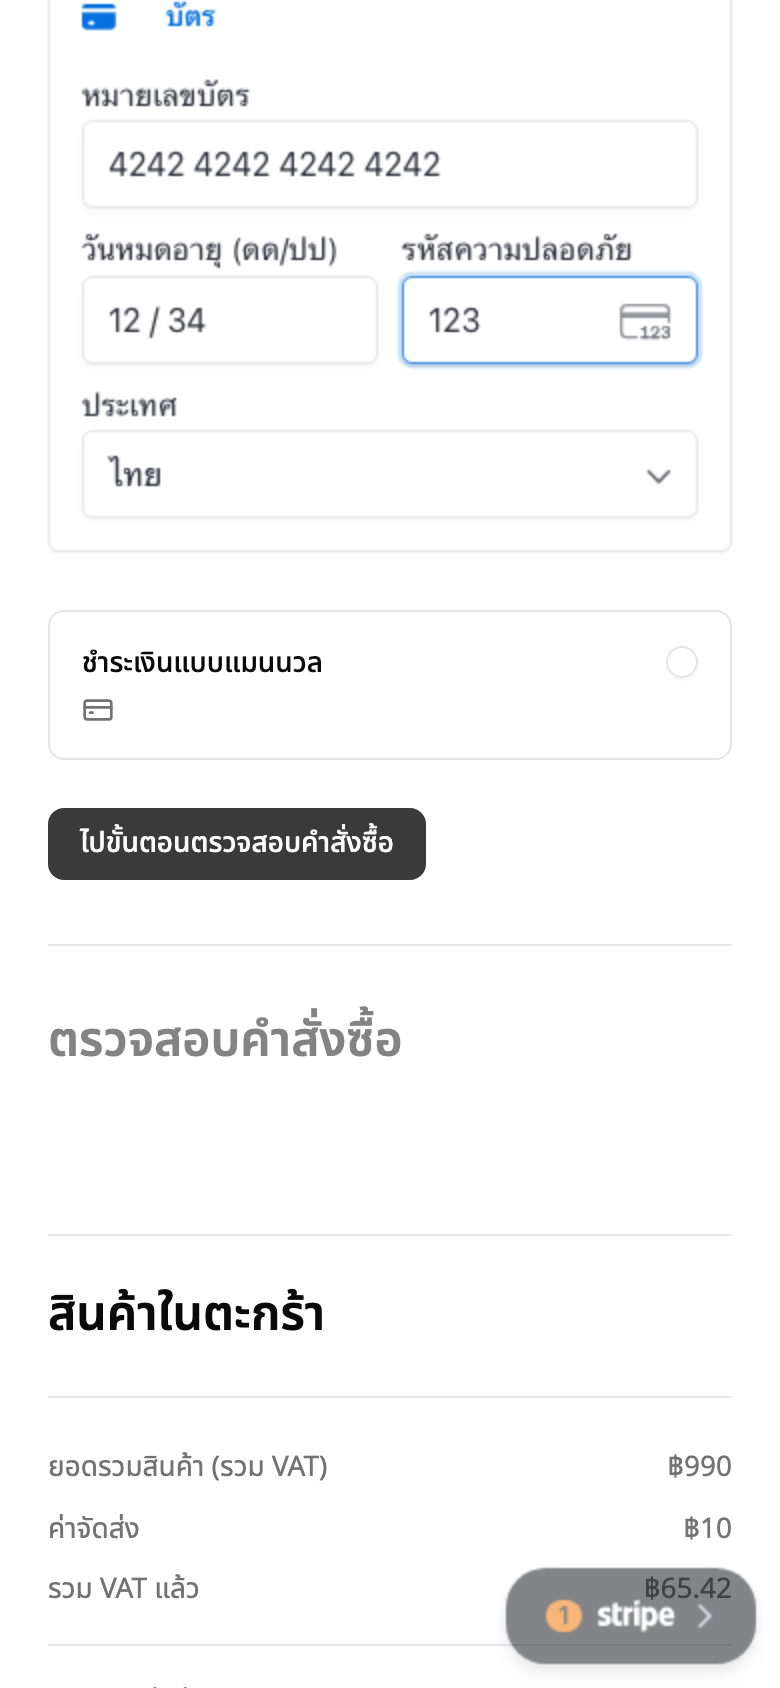 บัตร
หมายเลขบัตร
4242 4242 4242 4242
วันหมดอายุ (ดด/ปป) รหัสความปลอดภัย
12 / 34 123 123
ประเทศ
ไทย
ชำระเงินแบบแมนนวล
ไปขั้นตอนตรวจสอบคำสั่งซื้อ
ตรวจสอบคำสั่งซื้อ
สินค้าในตะกร้า
ยอดรวมสินค้า (รวม VAT) ฿990
ค่าจัดส่ง ฿10
รวม VAT แล้ว ฿65.42
1 stripe